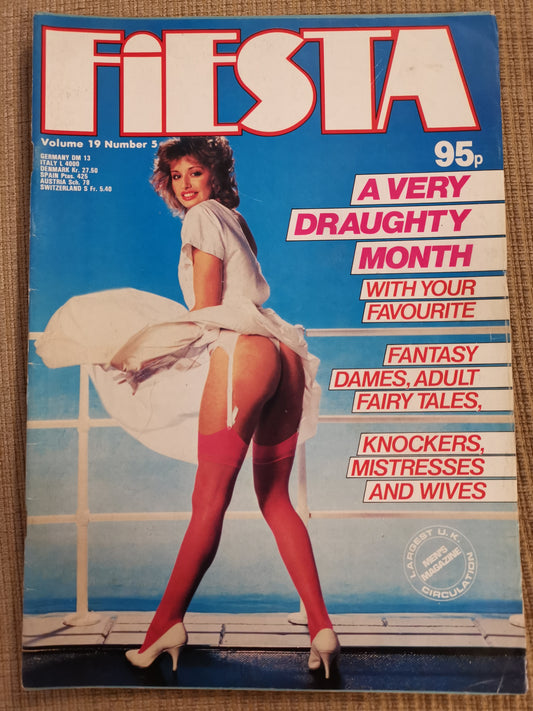 FiESTA
Volume 19 Number 5
95p
GERMANY DM 13
ITALY L 4000
DENMARK Kr. 27.50
SPAIN Ptas. 425
AUSTRIA Sch. 78
SWITZERLAND S Fr. 5.40
A VERY
DRAUGHTY
MONTH
WITH YOUR
FAVOURITE
FANTASY
DAMES, ADULT
FAIRY TALES,
KNOCKERS,
MISTRESSES
AND WIVES
LARGEST U.K.
MEN'S
MAGAZINE
CIRCULATION